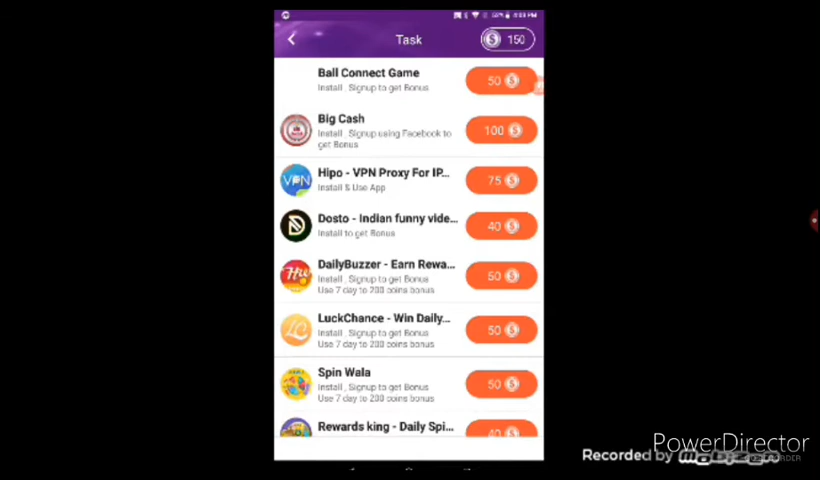 Task
150
Ball Connect Game
Install , Signup to get Bonus
50
Big Cash
Install , Signup using Facebook to
get Bonus
100
VPN
Hipo - VPN Proxy For IP...
Install & Use App
75
Dosto - Indian funny vide...
Install to get Bonus
40
DailyBuzzer - Earn Rewa...
Install , Signup to get Bonus
Use 7 day to 200 coins bonus
50
LC
LuckChance - Win Daily...
Install , Signup to get Bonus
Use 7 day to 200 coins bonus
50
Spin Wala
Install , Signup to get Bonus
Use 7 day to 200 coins bonus
50
Rewards king - Daily Spi...
40
PowerDirector
Recorded by